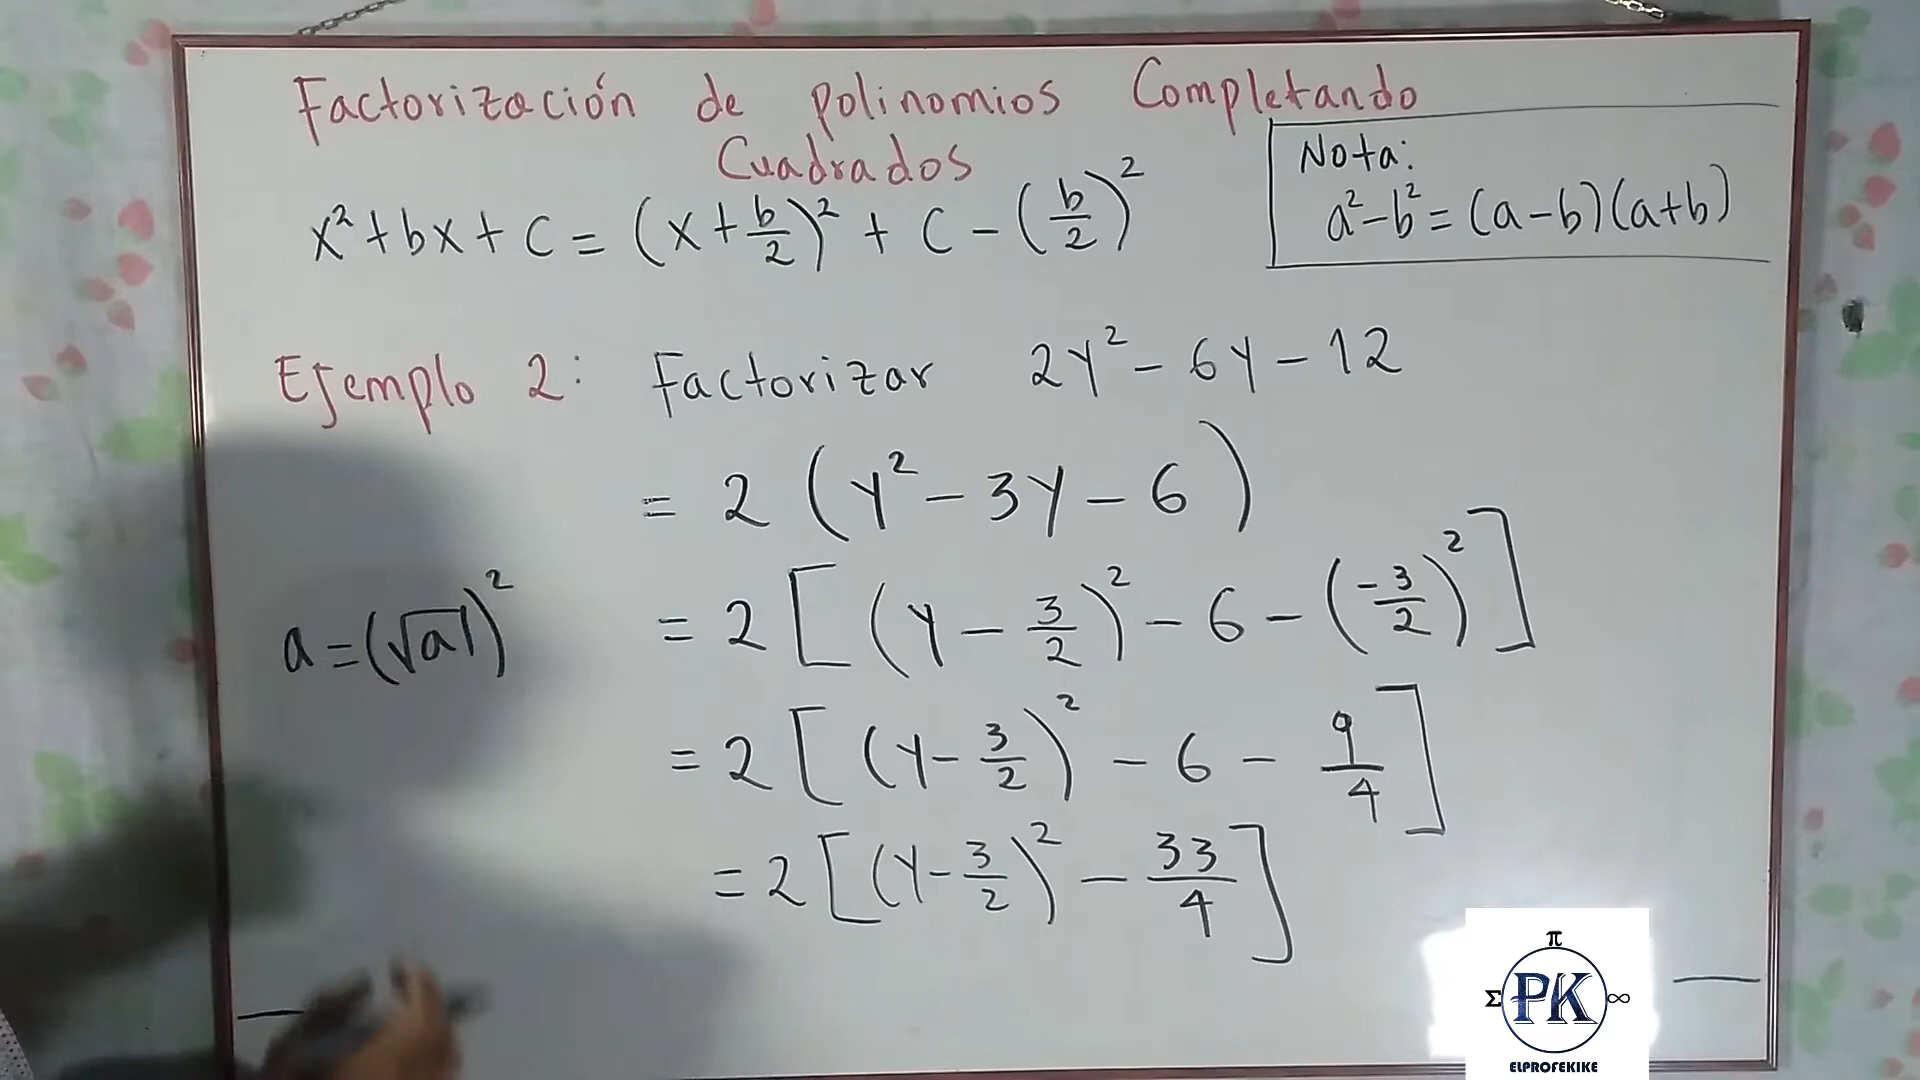 Factorización de polinomios Completando
Cuadrados
x² + bx + c = (x + b/2)² + c - (b/2)²
Nota:
a² - b² = (a-b)(a+b)
Ejemplo 2: Factorizar 2y² - 6y - 12
= 2 (y² - 3y - 6)
= 2 [(y - 3/2)² - 6 - (-3/2)²]
a = (√a)²
= 2 [(y - 3/2)² - 6 - 9/4]
= 2 [(y - 3/2)² - 33/4]
π
Σ PK ∞
ELPROFEKIKE